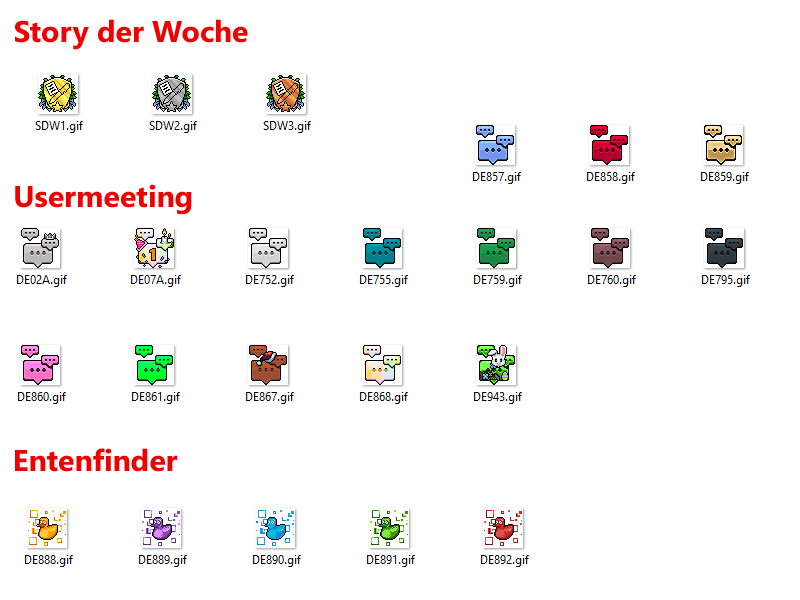 Story der Woche
SDW1.gif SDW2.gif SDW3.gif
DE857.gif DE858.gif DE859.gif
Usermeeting
1
DE02A.gif DE07A.gif DE752.gif DE755.gif DE759.gif DE760.gif DE795.gif
DE860.gif DE861.gif DE867.gif DE868.gif DE943.gif
Entenfinder
DE888.gif DE889.gif DE890.gif DE891.gif DE892.gif